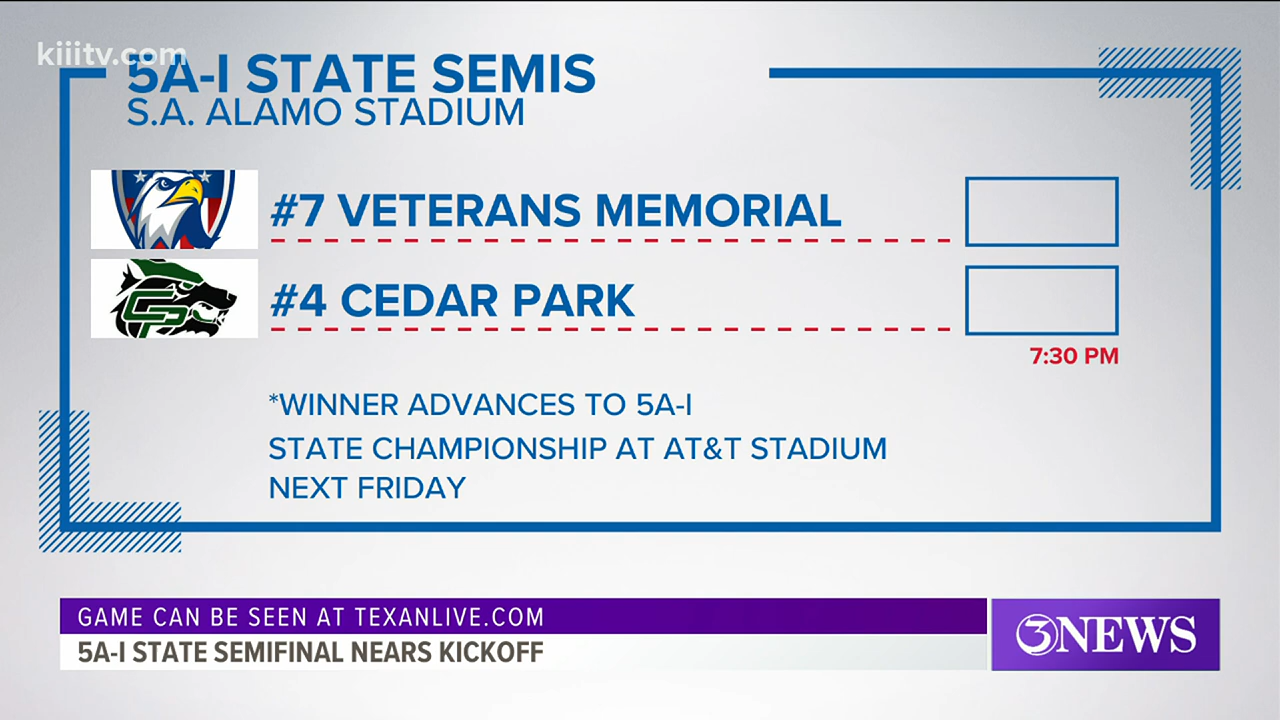 kiiitv.com
5A-I STATE SEMIS
S.A. ALAMO STADIUM
#7 VETERANS MEMORIAL
CP
#4 CEDAR PARK
7:30 PM
*WINNER ADVANCES TO 5A-I
STATE CHAMPIONSHIP AT AT&T STADIUM
NEXT FRIDAY
GAME CAN BE SEEN AT TEXANLIVE.COM
5A-I STATE SEMIFINAL NEARS KICKOFF
3NEWS